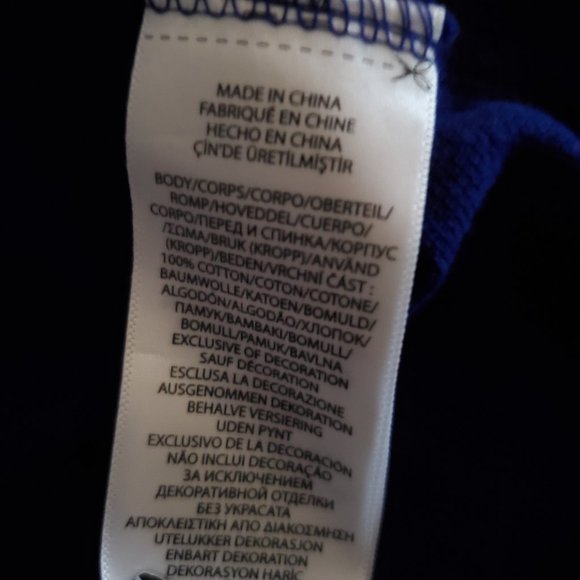 MADE IN CHINA
FABRIQUÉ EN CHINE
HECHO EN CHINA
ÇİN'DE ÜRETİLMİŞTİR
BODY/CORPS/CORPO/OBERTEIL/
ROMP/HOVEDDEL/CUERPO/
CORPO/ПЕРЕД И СПИНКА/КОРПУС
/ΣΩΜΑ/BRUK (KROPP)/ANVÄND
(KROPP)/BEDEN/VRCHNÍ ČÁST :
100% COTTON/COTON/COTONE/
BAUMWOLLE/KATOEN/BOMULD/
ALGODÓN/ALGODÃO/ХЛОПОК/
ПАМУК/ΒΑΜΒΑΚΙ/BOMULL/
BOMULL/PAMUK/BAVLNA
EXCLUSIVE OF DECORATION
SAUF DÉCORATION
ESCLUSA LA DECORAZIONE
AUSGENOMMEN DEKORATION
BEHALVE VERSIERING
UDEN PYNT
EXCLUSIVO DE LA DECORACIÓN
NÃO INCLUI DECORAÇÃO
ЗА ИСКЛЮЧЕНИЕМ
ДЕКОРАТИВНОЙ ОТДЕЛКИ
БЕЗ УКРАСАТА
ΑΠΟΚΛΕΙΣΤΙΚΗ ΑΠΟ ΔΙΑΚΟΣΜΗΣΗ
UTELUKKER DEKORASJON
ENBART DEKORATION
DEKORASYON HARİÇ